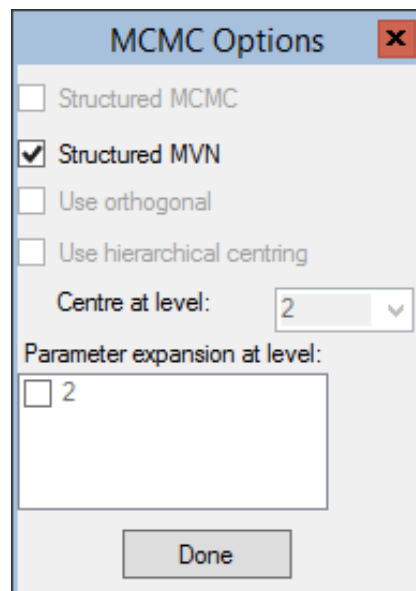 MCMC Options
Structured MCMC
Structured MVN
Use orthogonal
Use hierarchical centring
Centre at level: 2
Parameter expansion at level:
2
Done